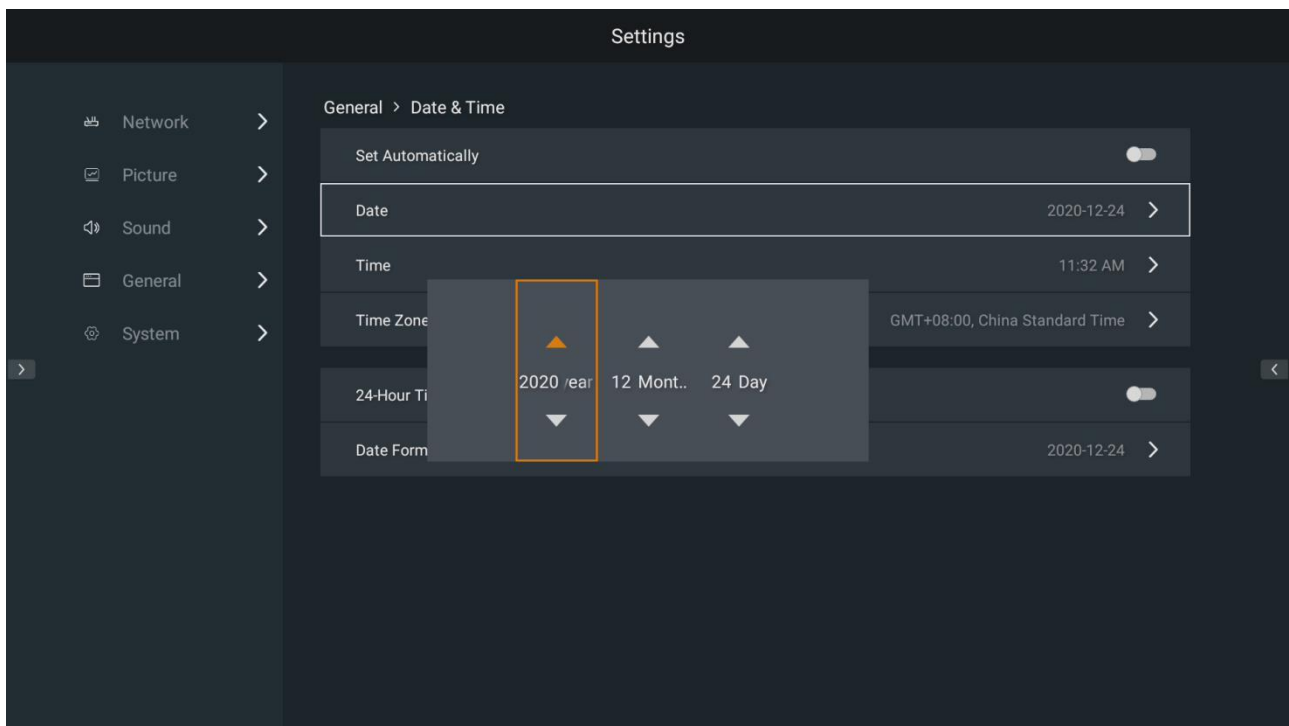 Settings
Network
Picture
Sound
General
System
General > Date & Time
Set Automatically
Date 2020-12-24
Time 11:32 AM
Time Zone GMT+08:00, China Standard Time
24-Hour Ti
Date Form 2020-12-24
2020 /ear 12 Mont.. 24 Day